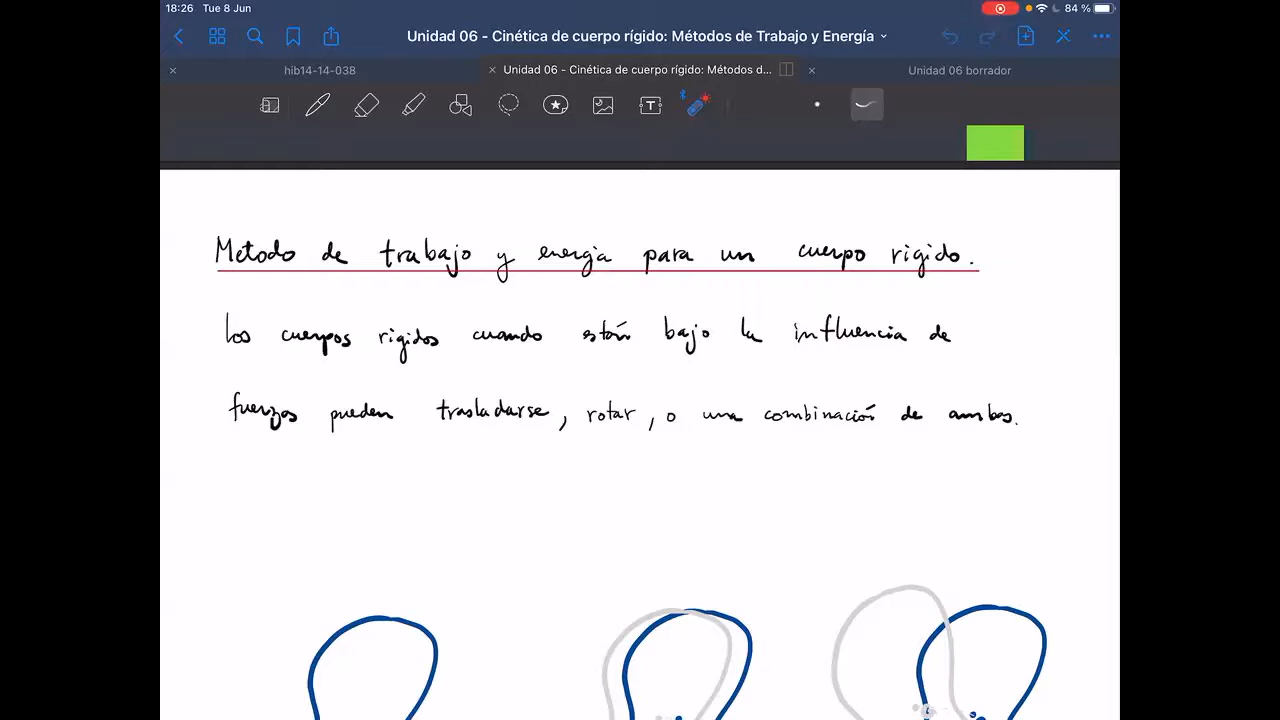 18:26 Tue 8 Jun 84 %
Unidad 06 - Cinética de cuerpo rígido: Métodos de Trabajo y Energía
hib14-14-038 Unidad 06 - Cinética de cuerpo rígido: Métodos d... Unidad 06 borrador
T
Metodo de trabajo y energia para un cuerpo rigido.
Los cuerpos rigidos cuando están bajo la influencia de
fuerzas pueden trasladarse, rotar, o una combinación de ambos.